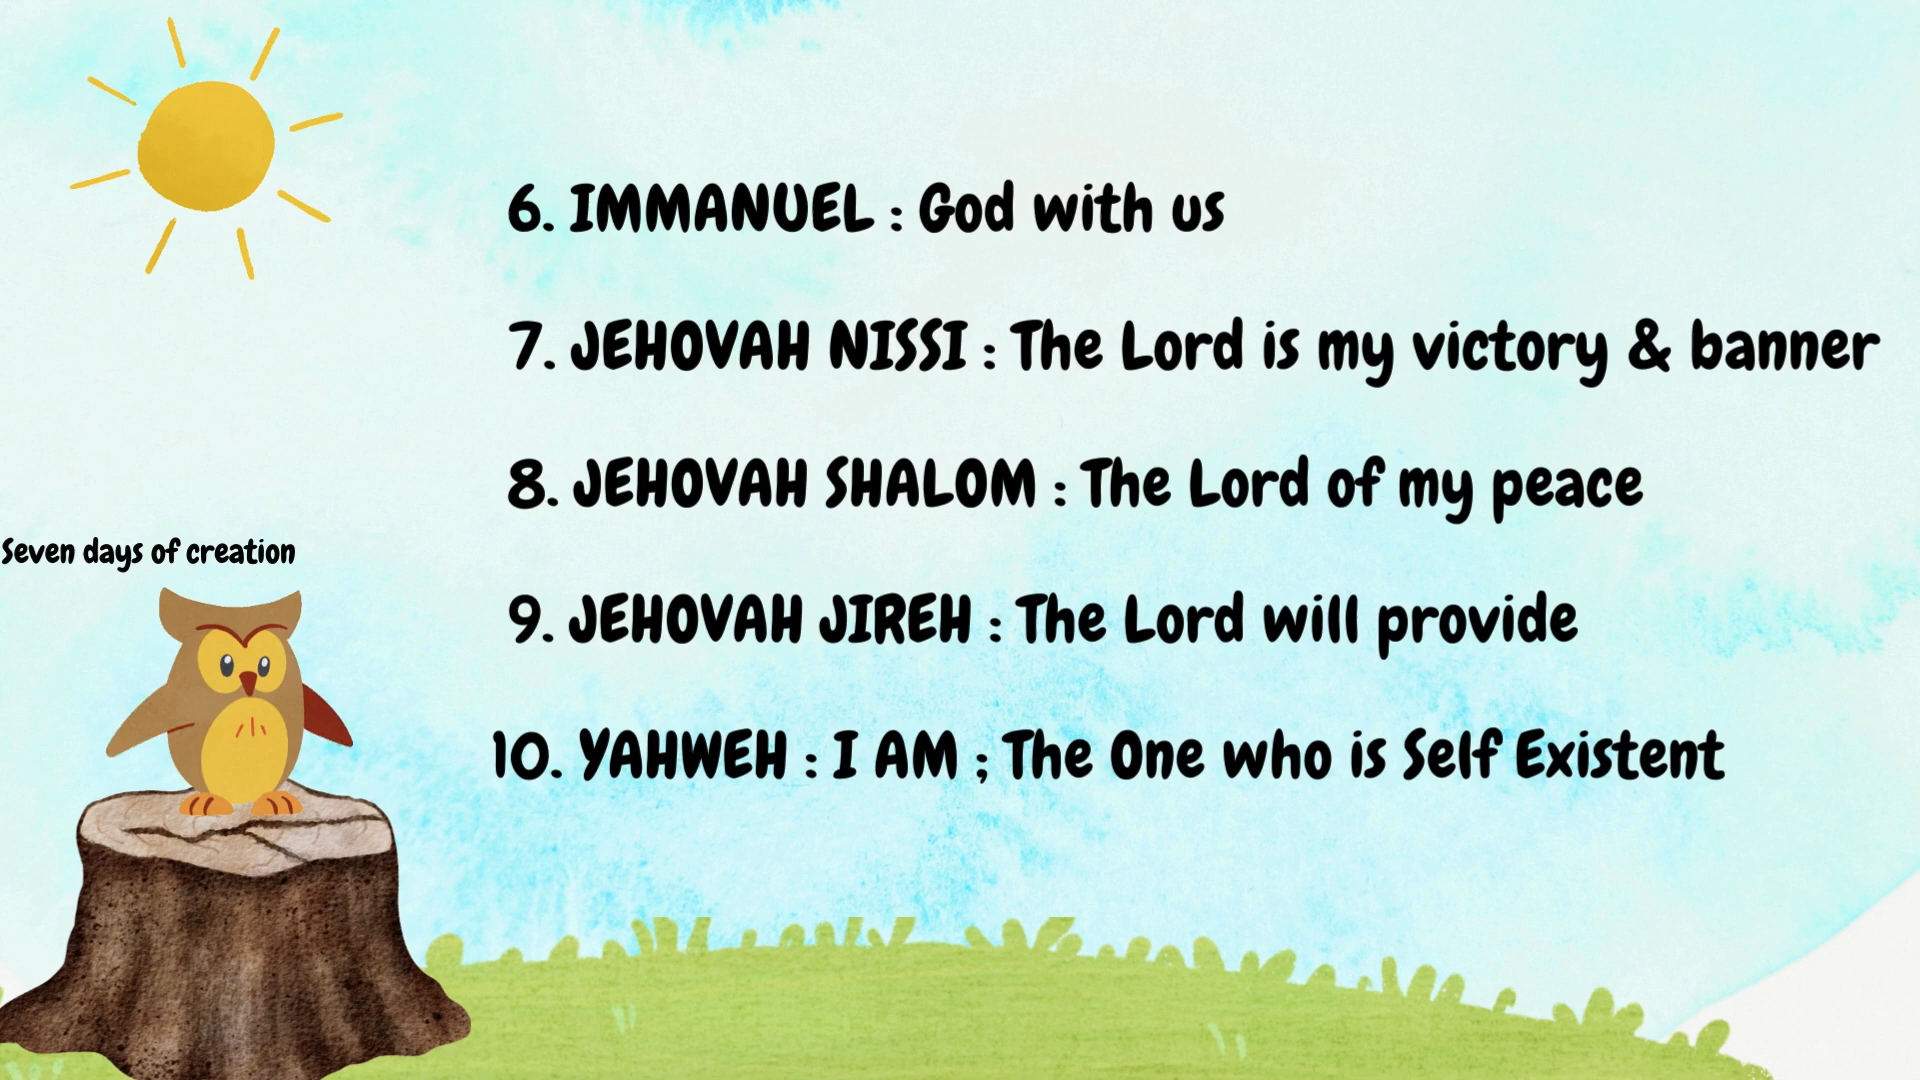 6. IMMANUEL : God with us
7. JEHOVAH NISSI : The Lord is my victory & banner
8. JEHOVAH SHALOM : The Lord of my peace
Seven days of creation
9. JEHOVAH JIREH : The Lord will provide
10. YAHWEH : I AM ; The One who is Self Existent